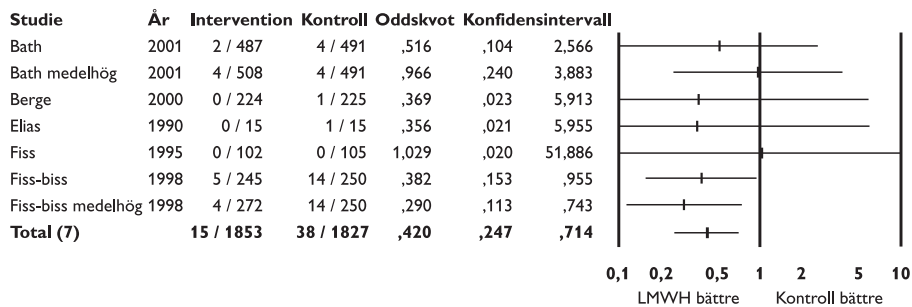 Studie År Intervention Kontroll Oddskvot Konfidensintervall
Bath 2001 2 / 487 4 / 491 ,516 ,104 2,566
Bath medelhög 2001 4 / 508 4 / 491 ,966 ,240 3,883
Berge 2000 0 / 224 1 / 225 ,369 ,023 5,913
Elias 1990 0 / 15 1 / 15 ,356 ,021 5,955
Fiss 1995 0 / 102 0 / 105 1,029 ,020 51,886
Fiss-biss 1998 5 / 245 14 / 250 ,382 ,153 ,955
Fiss-biss medelhög 1998 4 / 272 14 / 250 ,290 ,113 ,743
Total (7) 15 / 1853 38 / 1827 ,420 ,247 ,714
0,1 0,2 0,5 1 2 5 10
LMWH bättre Kontroll bättre